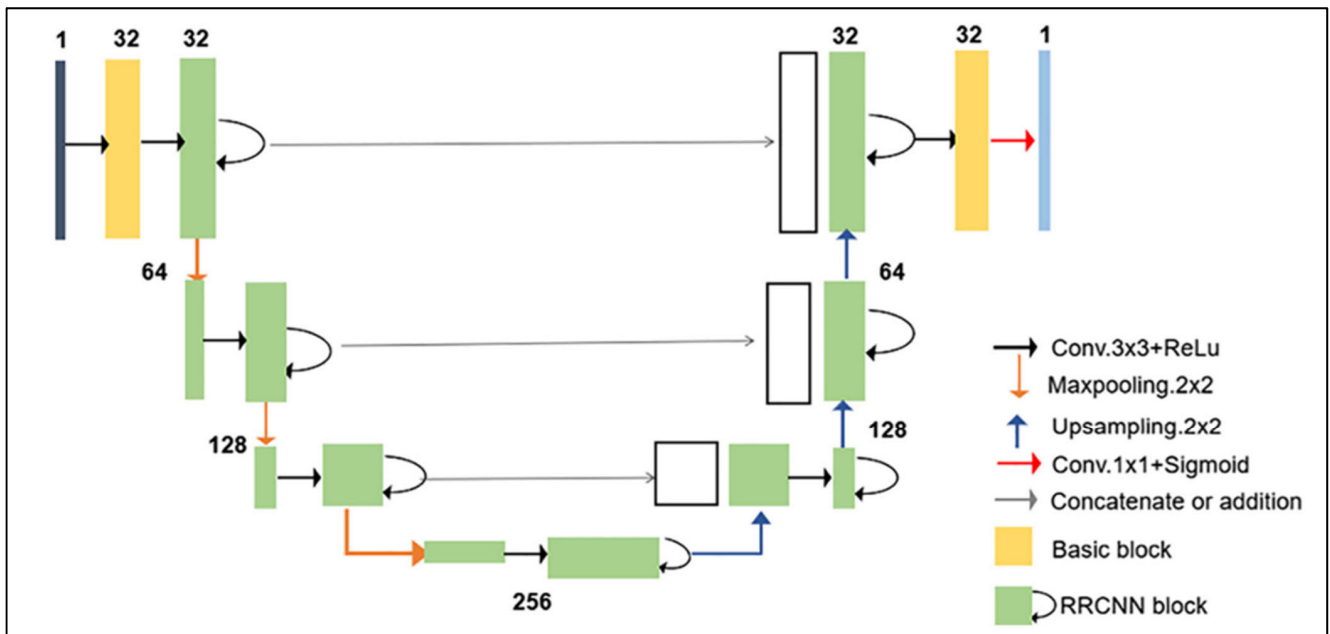 1 32 32 32 32 1
64 64
128 128
256
Conv.3x3+ReLu
Maxpooling.2x2
Upsampling.2x2
Conv.1x1+Sigmoid
Concatenate or addition
Basic block
RRCNN block